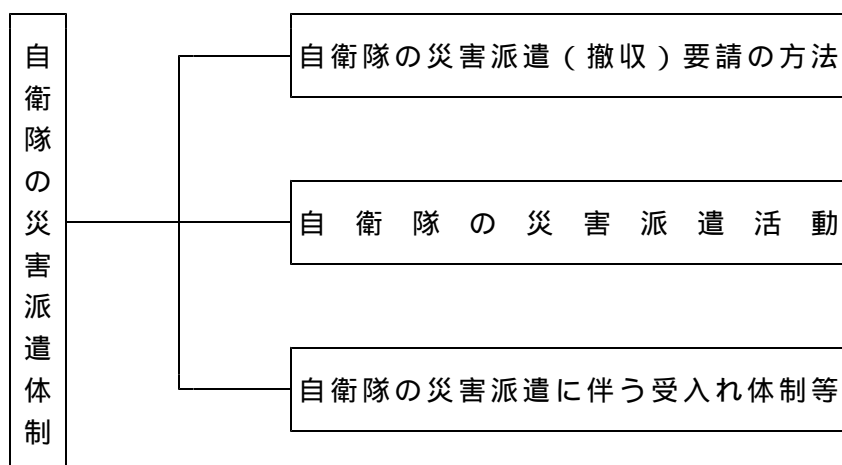 自衛隊の災害派遣体制
自衛隊の災害派遣（撤収）要請の方法
自衛隊の災害派遣活動
自衛隊の災害派遣に伴う受入れ体制等